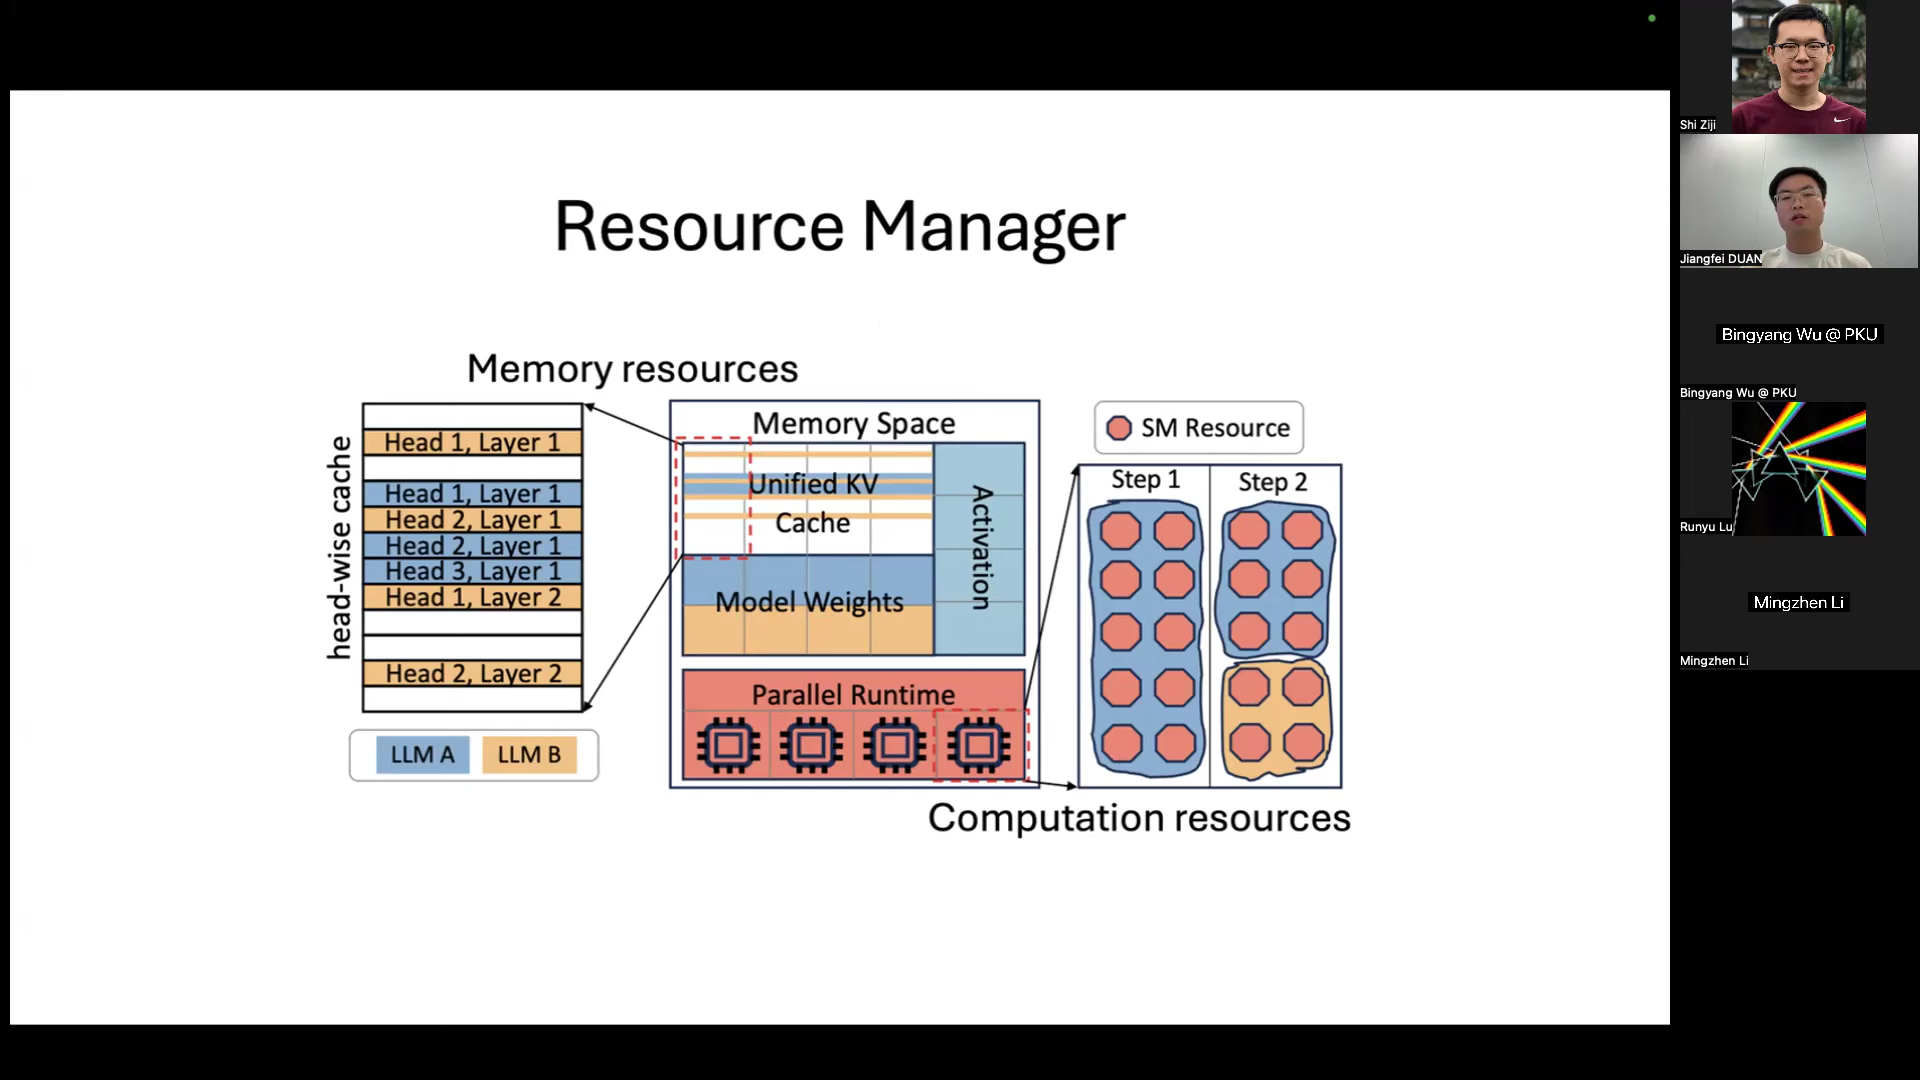 Resource Manager
Memory resources
head-wise cache
Head 1, Layer 1
Head 1, Layer 1
Head 2, Layer 1
Head 2, Layer 1
Head 3, Layer 1
Head 1, Layer 2
Head 2, Layer 2
LLM A
LLM B
Memory Space
Unified KV
Cache
Activation
Model Weights
Parallel Runtime
SM Resource
Step 1
Step 2
Computation resources
Shi Ziji
Jiangfei DUAN
Bingyang Wu @ PKU
Bingyang Wu @ PKU
Runyu Lu
Mingzhen Li
Mingzhen Li